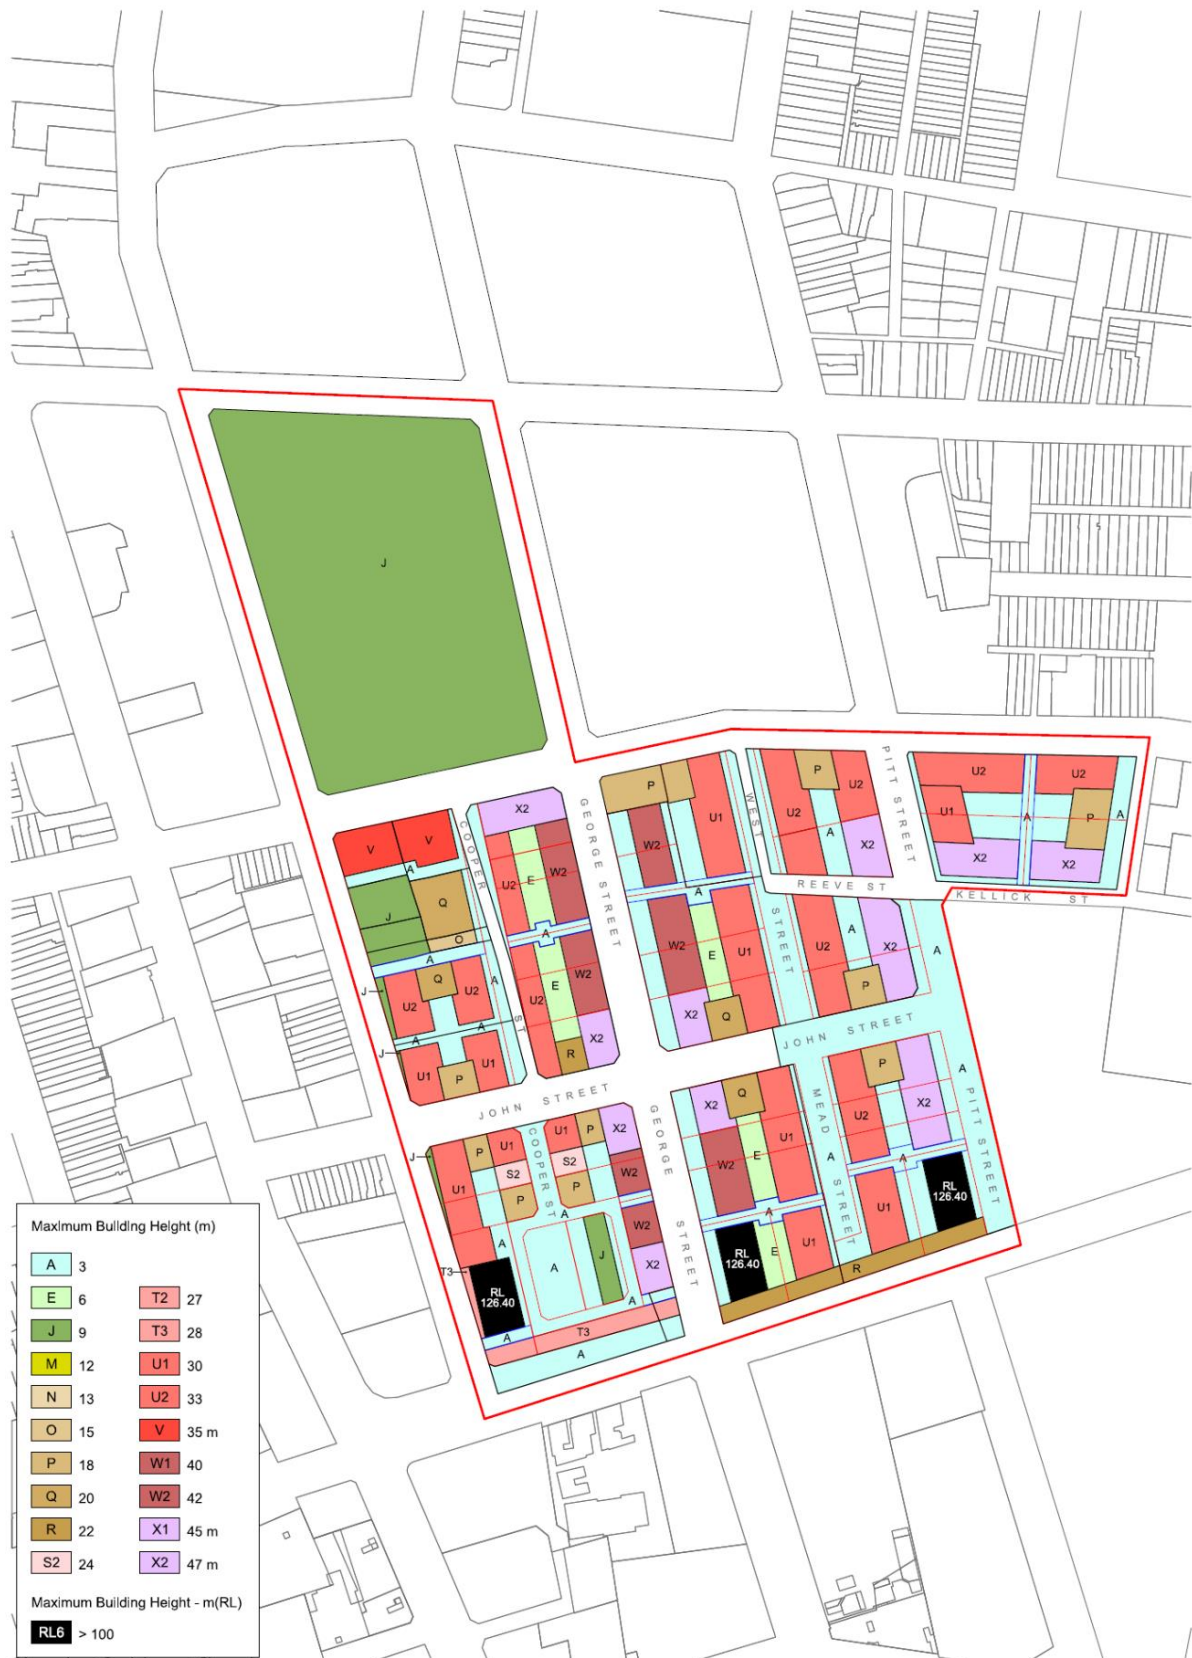 J
X2
P
P
U2
U2
U2
V
V
COOPER
GEORGE STREET
U1
WEST
U2
U2
PITT STREET
U1
A
P
A
A
W2
A
X2
X2
X2
J
Q
U2
E
W2
A
REEVE ST
KELLICK ST
O
A
W2
E
U1
STREET
U2
A
X2
A
A
A
J
U2
Q
U2
U2
E
W2
P
A
X2
Q
JOHN STREET
A
J
U1
P
U1
ST
R
X2
JOHN STREET
P
A
J
U1
P
U1
COOPER ST
U1
P
X2
GEORGE
X2
Q
U1
MEAD
U2
X2
PITT STREET
S2
S2
W2
W2
E
A
A
P
P
STREET
A
A
W2
A
J
X2
STREET
RL
126.40
E
U1
U1
RL
126.40
T3
RL
126.40
A
R
A
T3
A
Maximum Building Height (m)
A 3
E 6 T2 27
J 9 T3 28
M 12 U1 30
N 13 U2 33
O 15 V 35 m
P 18 W1 40
Q 20 W2 42
R 22 X1 45 m
S2 24 X2 47 m
Maximum Building Height - m(RL)
RL6 > 100